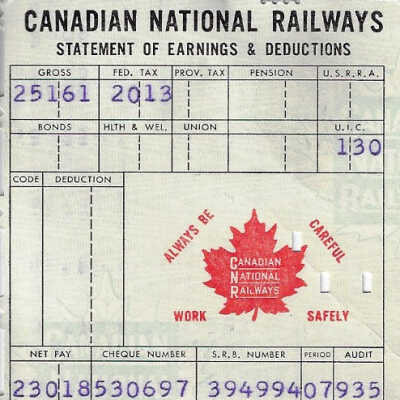 CANADIAN NATIONAL RAILWAYS
STATEMENT OF EARNINGS & DEDUCTIONS
GROSS FED. TAX PROV. TAX PENSION U.S.R.R.A.
25161 2013
BONDS HLTH & WEL. UNION U.I.C.
130
CODE DEDUCTION
ALWAYS BE CAREFUL
CANADIAN
NATIONAL
RAILWAYS
WORK SAFELY
NET PAY CHEQUE NUMBER S.R.B. NUMBER PERIOD AUDIT
23018530697 39499407935